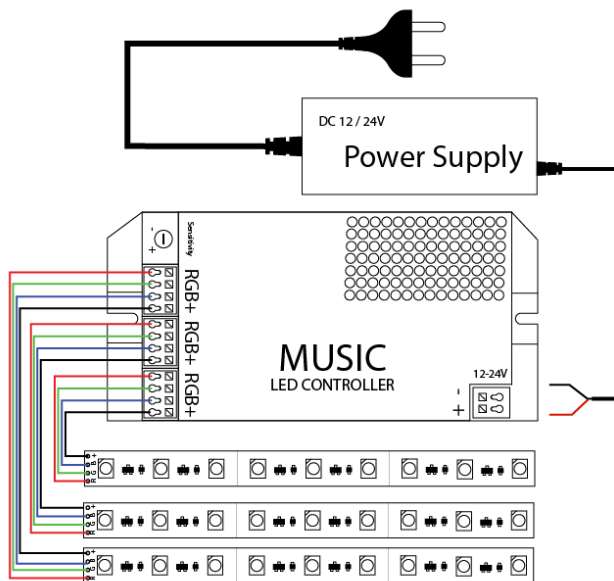 DC 12 / 24V
Power Supply
-
+
Sensitivity
RGB+
RGB+
RGB+
MUSIC
LED CONTROLLER
12-24V
-
+
+
B
G
R
+
B
G
R
+
B
G
R